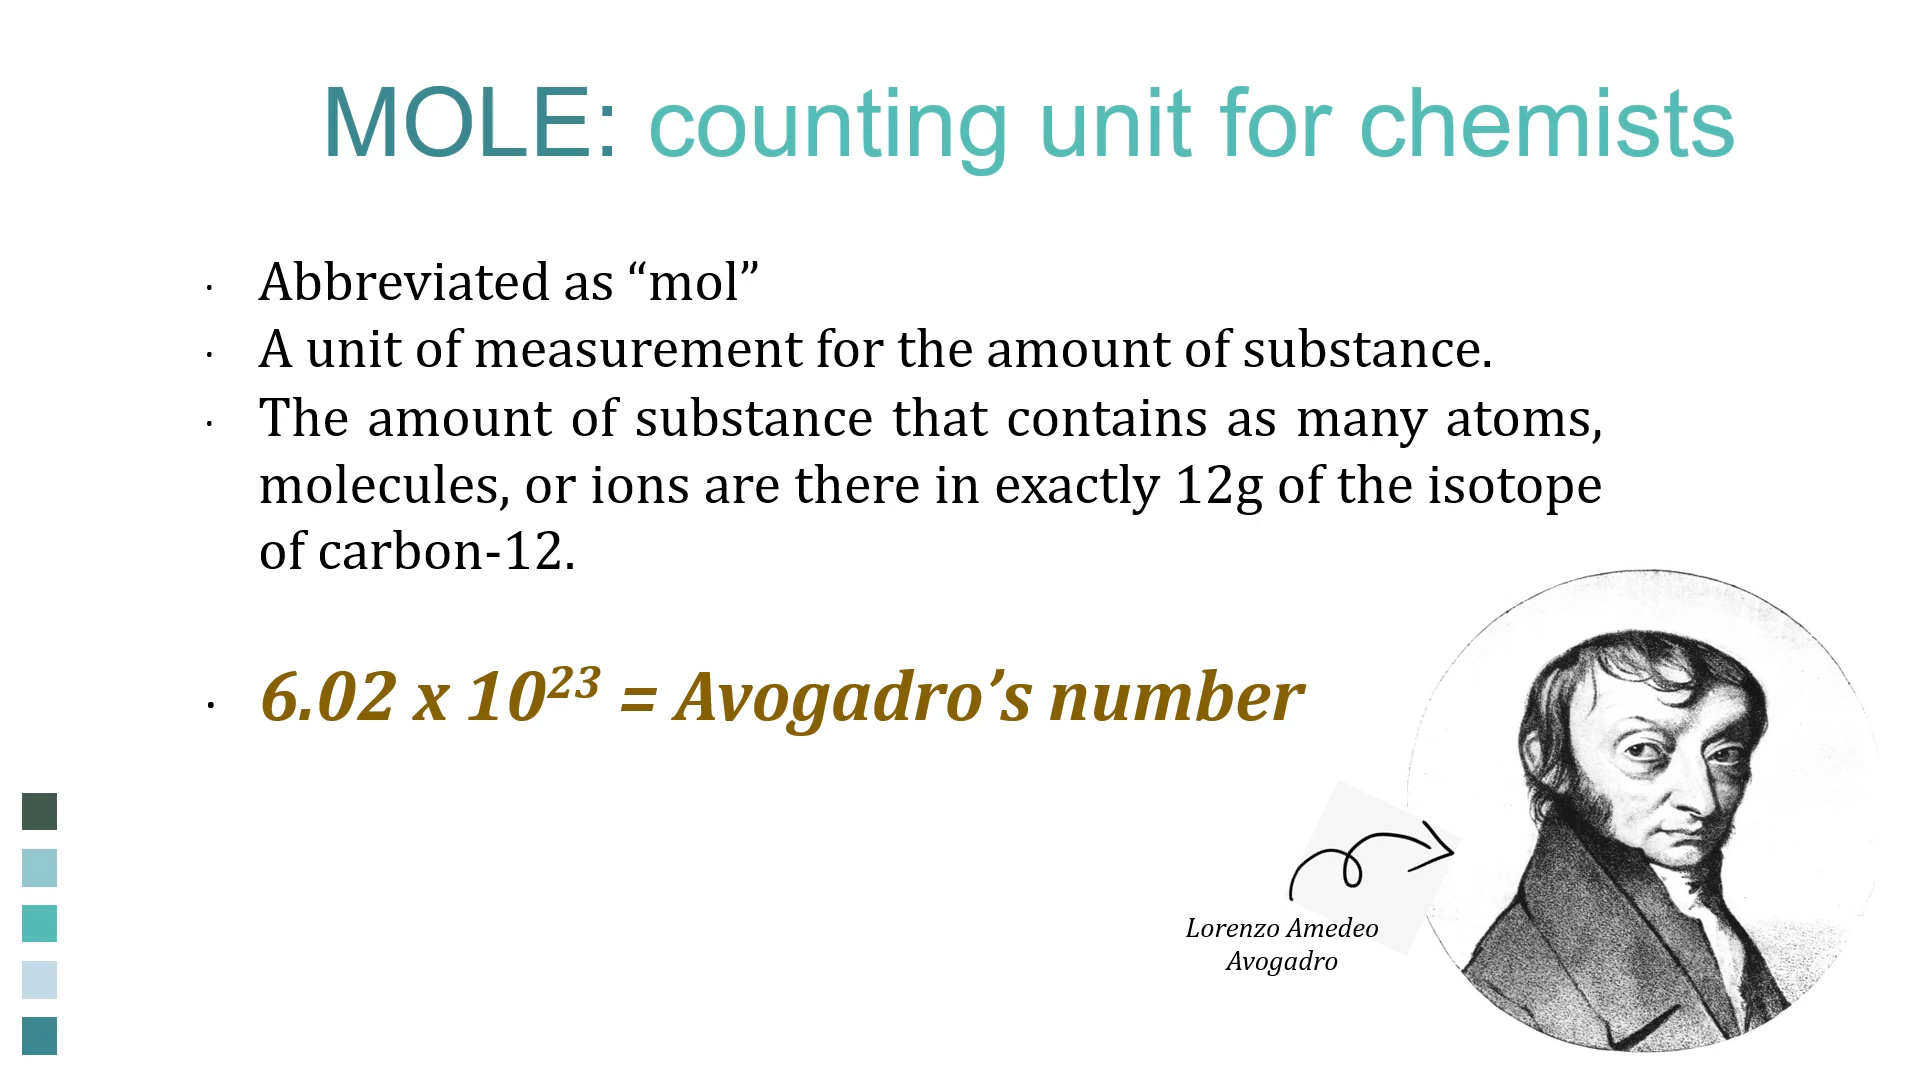 MOLE: counting unit for chemists
· Abbreviated as “mol”
· A unit of measurement for the amount of substance.
· The amount of substance that contains as many atoms,
molecules, or ions are there in exactly 12g of the isotope
of carbon-12.
· 6.02 x 10²³ = Avogadro’s number
Lorenzo Amedeo
Avogadro